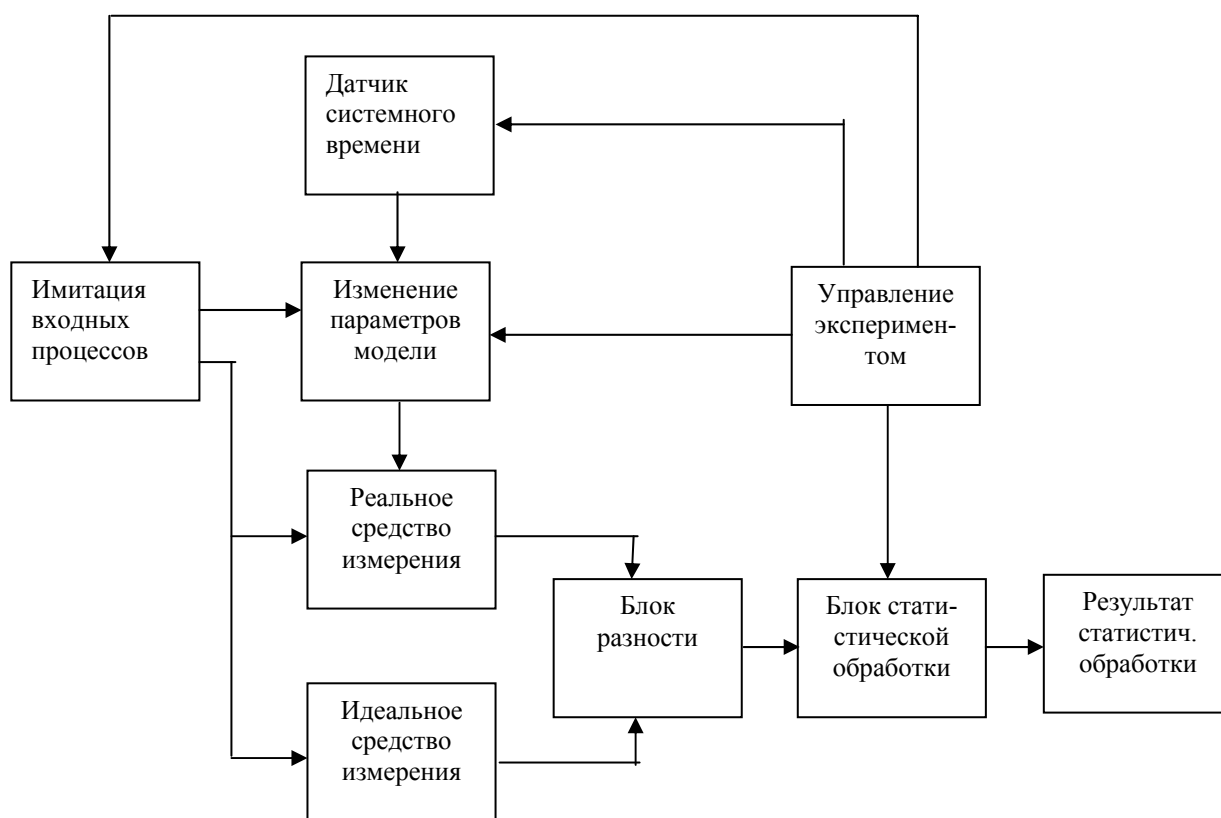 Датчик
системного
времени
Имитация
входных
процессов
Изменение
параметров
модели
Управление
эксперимен-
том
Реальное
средство
измерения
Блок
разности
Блок стати-
стической
обработки
Результат
статистич.
обработки
Идеальное
средство
измерения